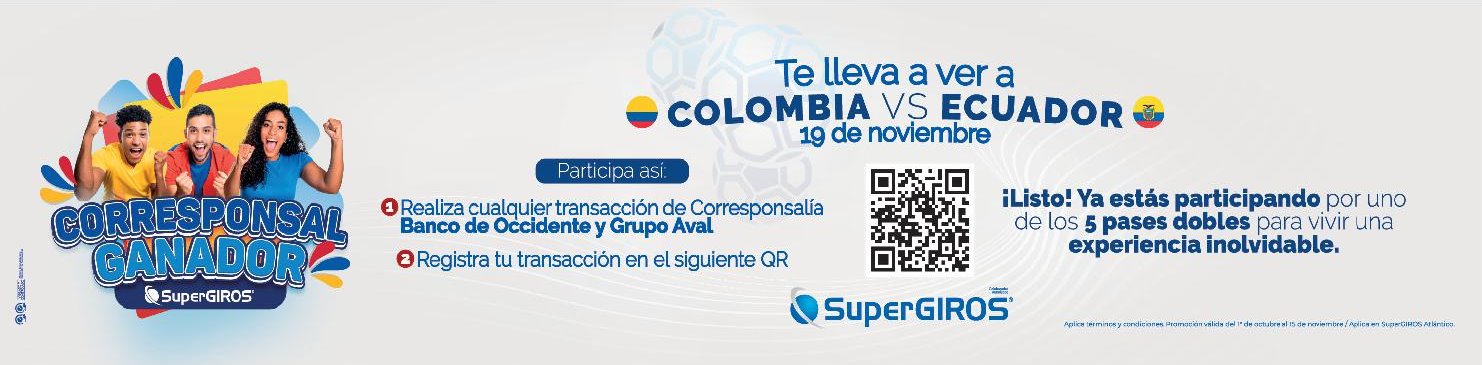 CORRESPONSAL
GANADOR
SuperGIROS
Te lleva a ver a
COLOMBIA VS ECUADOR
19 de noviembre
Participa así:
1 Realiza cualquier transacción de Corresponsalía
Banco de Occidente y Grupo Aval
2 Registra tu transacción en el siguiente QR
¡Listo! Ya estás participando por uno
de los 5 pases dobles para vivir una
experiencia inolvidable.
SuperGIROS
Aplica términos y condiciones. Promoción válida del 1° de octubre al 15 de noviembre / Aplica en SuperGIROS Atlántico.